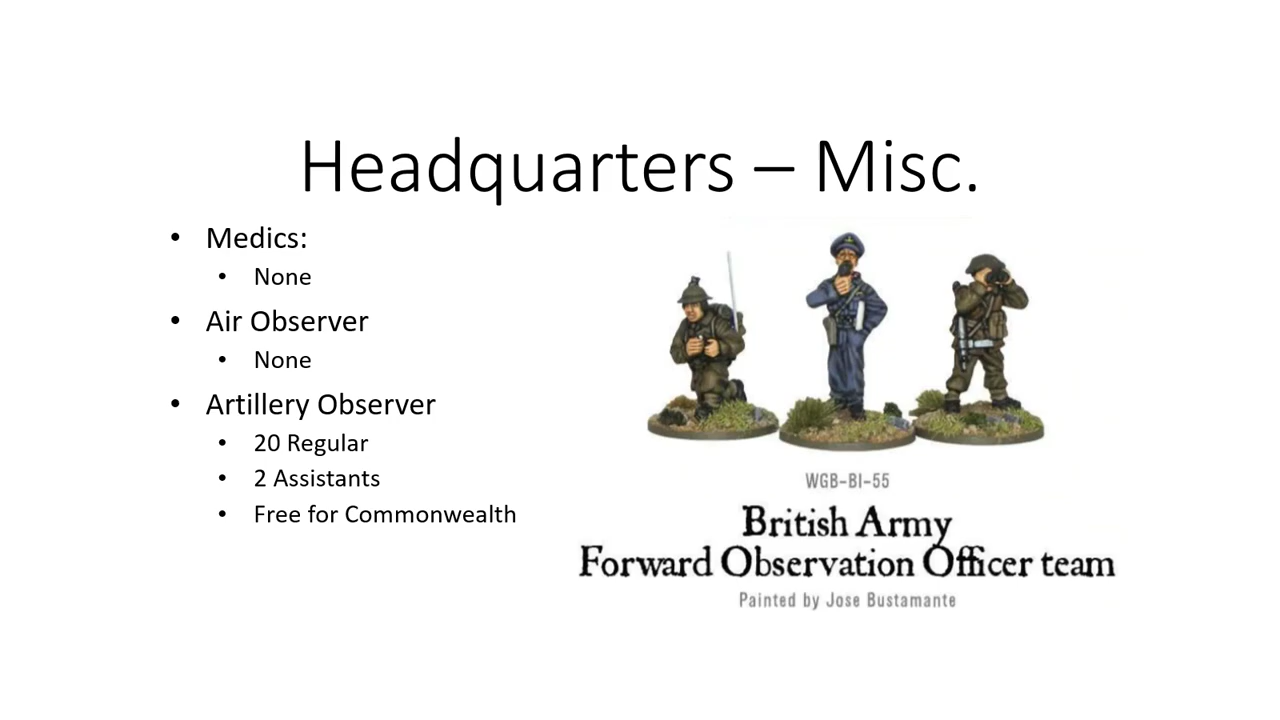 Headquarters – Misc.
• Medics:
• None
• Air Observer
• None
• Artillery Observer
• 20 Regular
• 2 Assistants
• Free for Commonwealth
WGB-BI-55
British Army
Forward Observation Officer team
Painted by Jose Bustamante